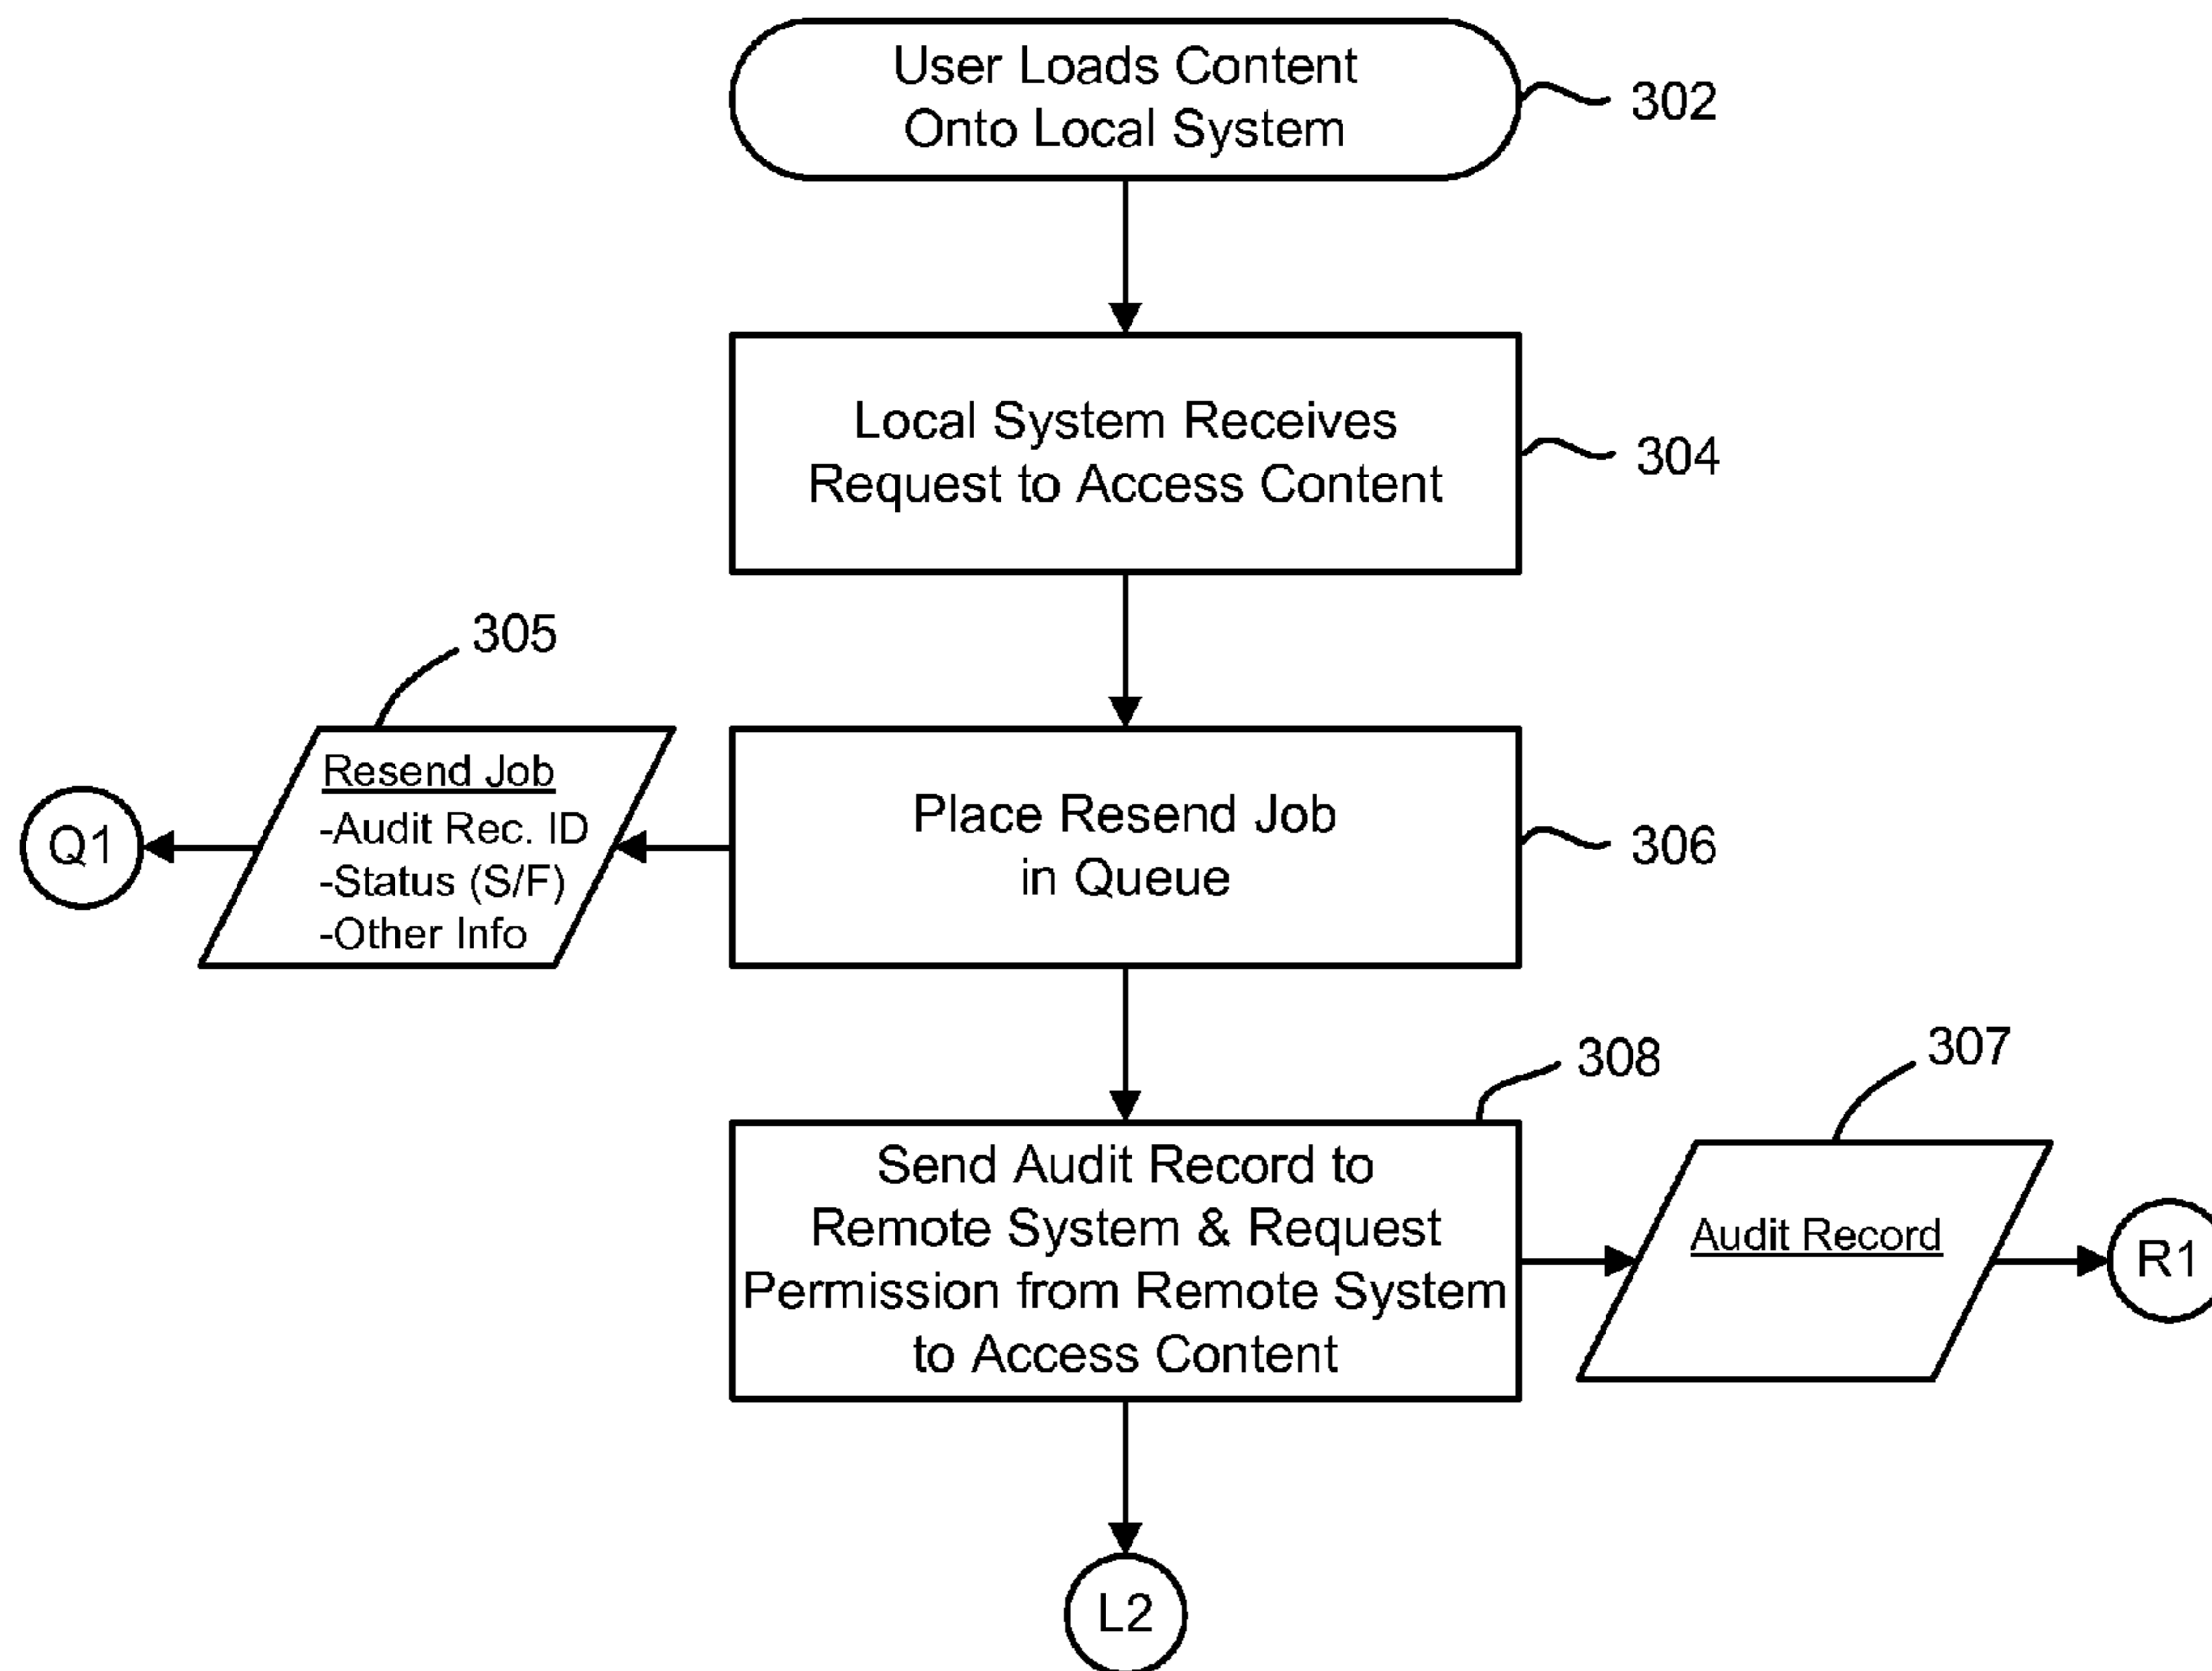 User Loads Content
Onto Local System
302
Local System Receives
Request to Access Content
304
305
Resend Job
-Audit Rec. ID
-Status (S/F)
-Other Info
Q1
Place Resend Job
in Queue
306
308
307
Send Audit Record to
Remote System & Request
Permission from Remote System
to Access Content
Audit Record
R1
L2